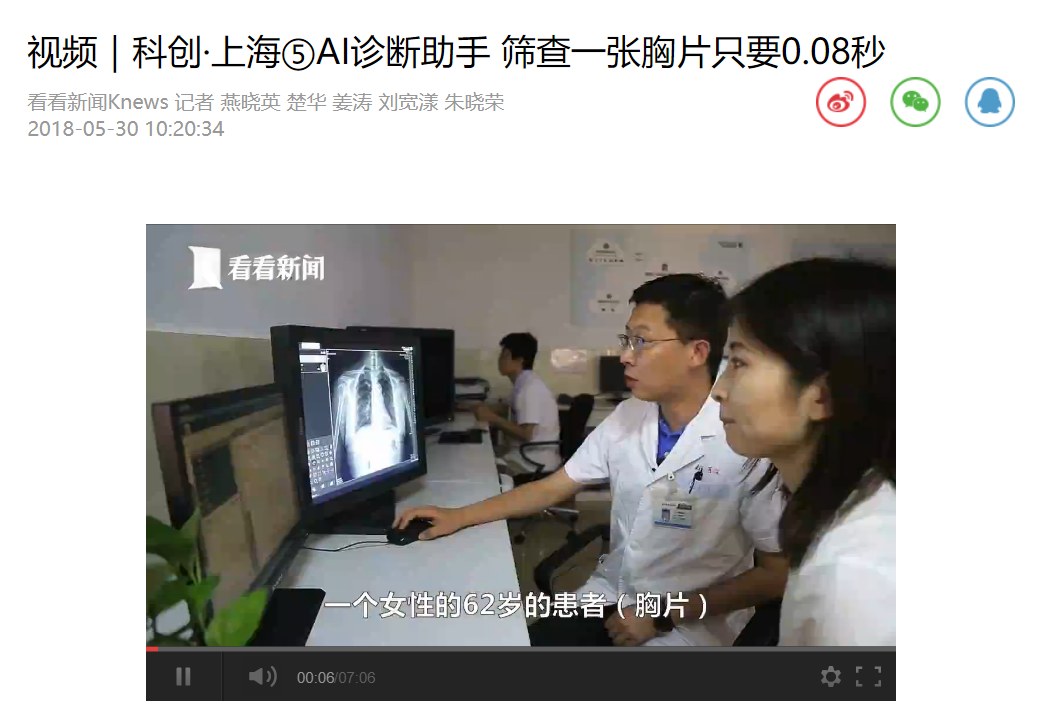 视频｜科创·上海⑤AI诊断助手 筛查一张胸片只要0.08秒
看看新闻Knews 记者 燕晓英 楚华 姜涛 刘宽漾 朱晓荣
2018-05-30 10:20:34
看看新闻
一个女性的62岁的患者（胸片）
00:06/07:06